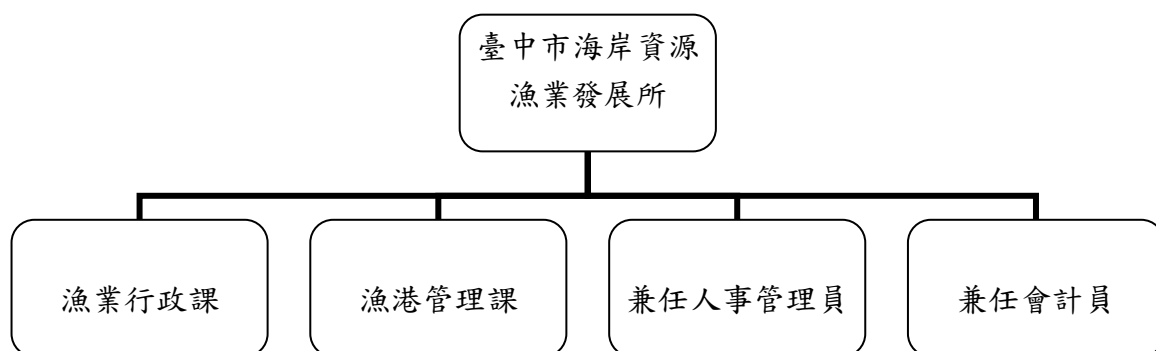 臺中市海岸資源
漁業發展所
漁業行政課
漁港管理課
兼任人事管理員
兼任會計員